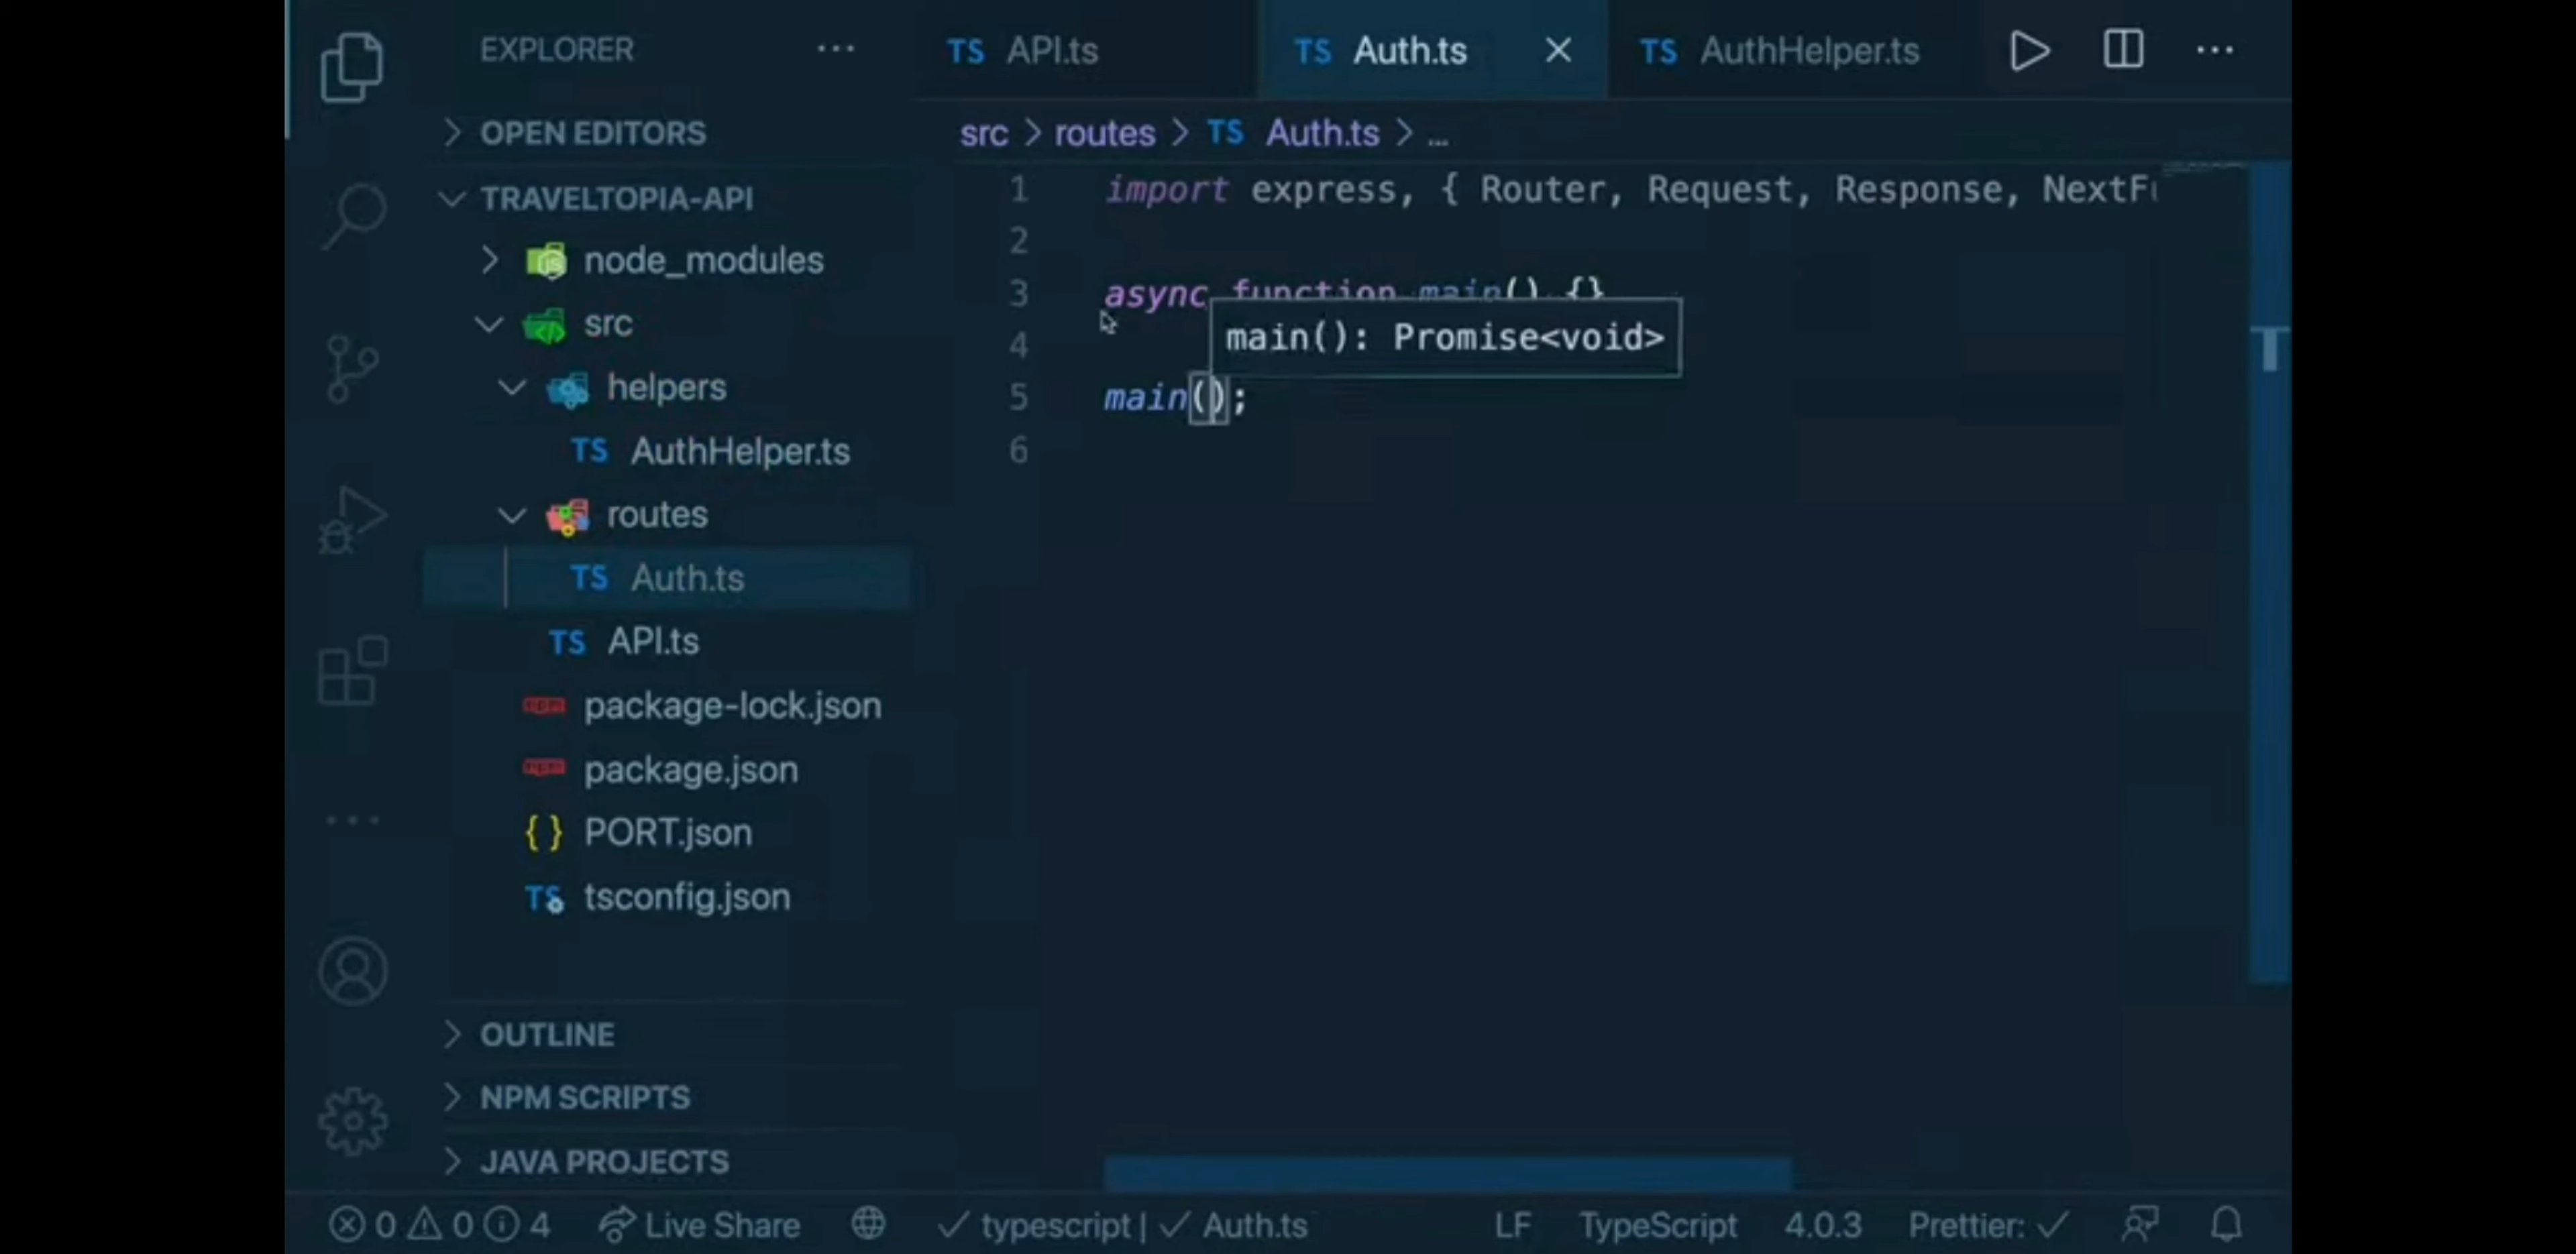 EXPLORER
TS API.ts
TS Auth.ts
TS AuthHelper.ts
OPEN EDITORS
src > routes > TS Auth.ts > ...
TRAVELTOPIA-API
node_modules
src
helpers
TS AuthHelper.ts
routes
TS Auth.ts
TS API.ts
package-lock.json
package.json
{ } PORT.json
TS tsconfig.json
OUTLINE
NPM SCRIPTS
JAVA PROJECTS
1 import express, { Router, Request, Response, NextF
2
3 async function main() {}
main(): Promise<void>
4
5 main();
6
0 0 4 Live Share typescript | Auth.ts LF TypeScript 4.0.3 Prettier: